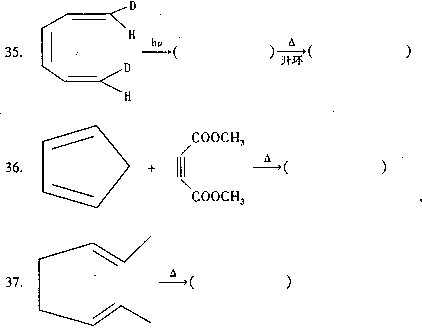 D
H
35. hν →( ) Δ 开环 →( )
D
H
COOCH₃
36. + Δ →( )
COOCH₃
37. Δ →( )